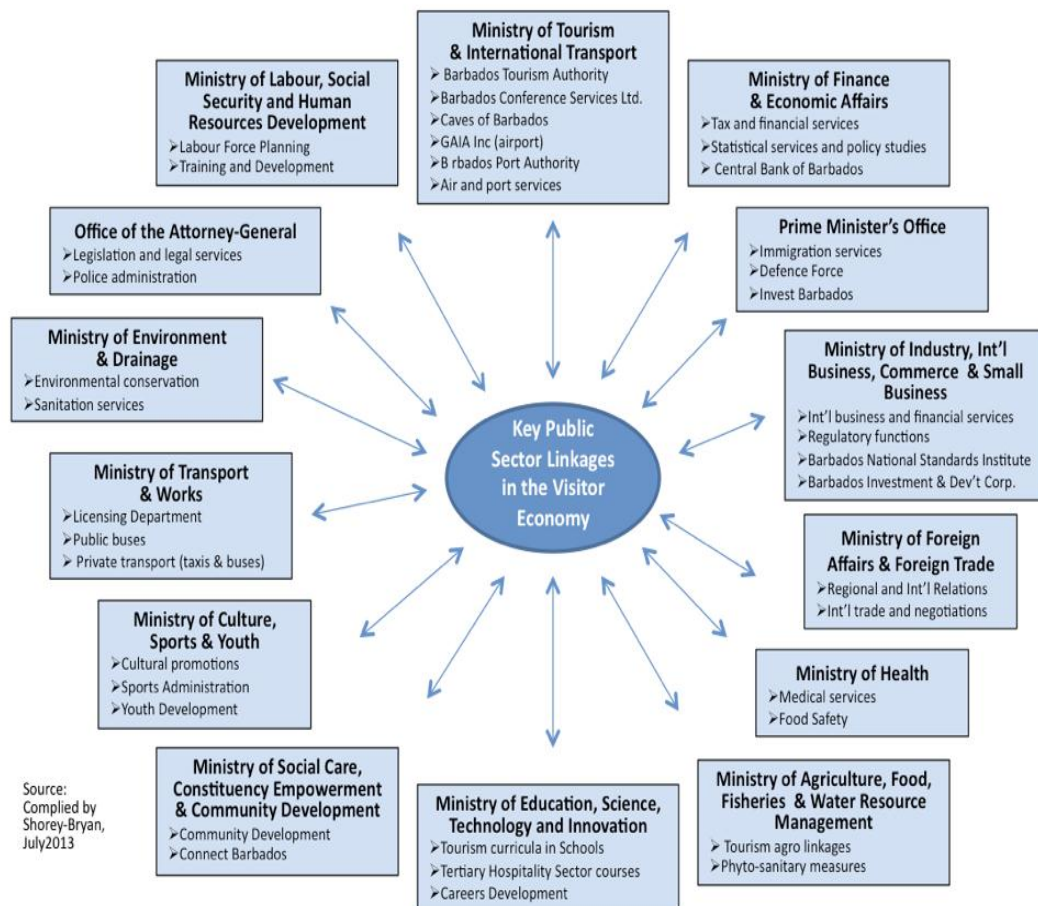 Ministry of Tourism
& International Transport
➢ Barbados Tourism Authority
➢Barbados Conference Services Ltd.
➢Caves of Barbados
➢GAIA Inc (airport)
➢B rbados Port Authority
➢Air and port services
Ministry of Finance
& Economic Affairs
➢Tax and financial services
➢Statistical services and policy studies
➢ Central Bank of Barbados
Prime Minister's Office
➢Immigration services
➢Defence Force
➢Invest Barbados
Ministry of Industry, Int'l
Business, Commerce & Small
Business
➢Int'l business and financial services
➢Regulatory functions
➢Barbados National Standards Institute
➢Barbados Investment & Dev't Corp.
Ministry of Foreign
Affairs & Foreign Trade
➢Regional and Int'l Relations
➢Int'l trade and negotiations
Ministry of Health
➢Medical services
➢Food Safety
Ministry of Agriculture, Food,
Fisheries & Water Resource
Management
➢ Tourism agro linkages
➢Phyto-sanitary measures
Ministry of Education, Science,
Technology and Innovation
➢Tourism curricula in Schools
➢Tertiary Hospitality Sector courses
➢Careers Development
Ministry of Social Care,
Constituency Empowerment
& Community Development
➢Community Development
➢Connect Barbados
Ministry of Culture,
Sports & Youth
➢Cultural promotions
➢Sports Administration
➢Youth Development
Ministry of Transport
& Works
➢Licensing Department
➢Public buses
➢ Private transport (taxis & buses)
Ministry of Environment
& Drainage
➢Environmental conservation
➢Sanitation services
Office of the Attorney-General
➢Legislation and legal services
➢Police administration
Ministry of Labour, Social
Security and Human
Resources Development
➢Labour Force Planning
➢Training and Development
Key Public
Sector Linkages
in the Visitor
Economy
Source:
Complied by
Shorey-Bryan,
July2013